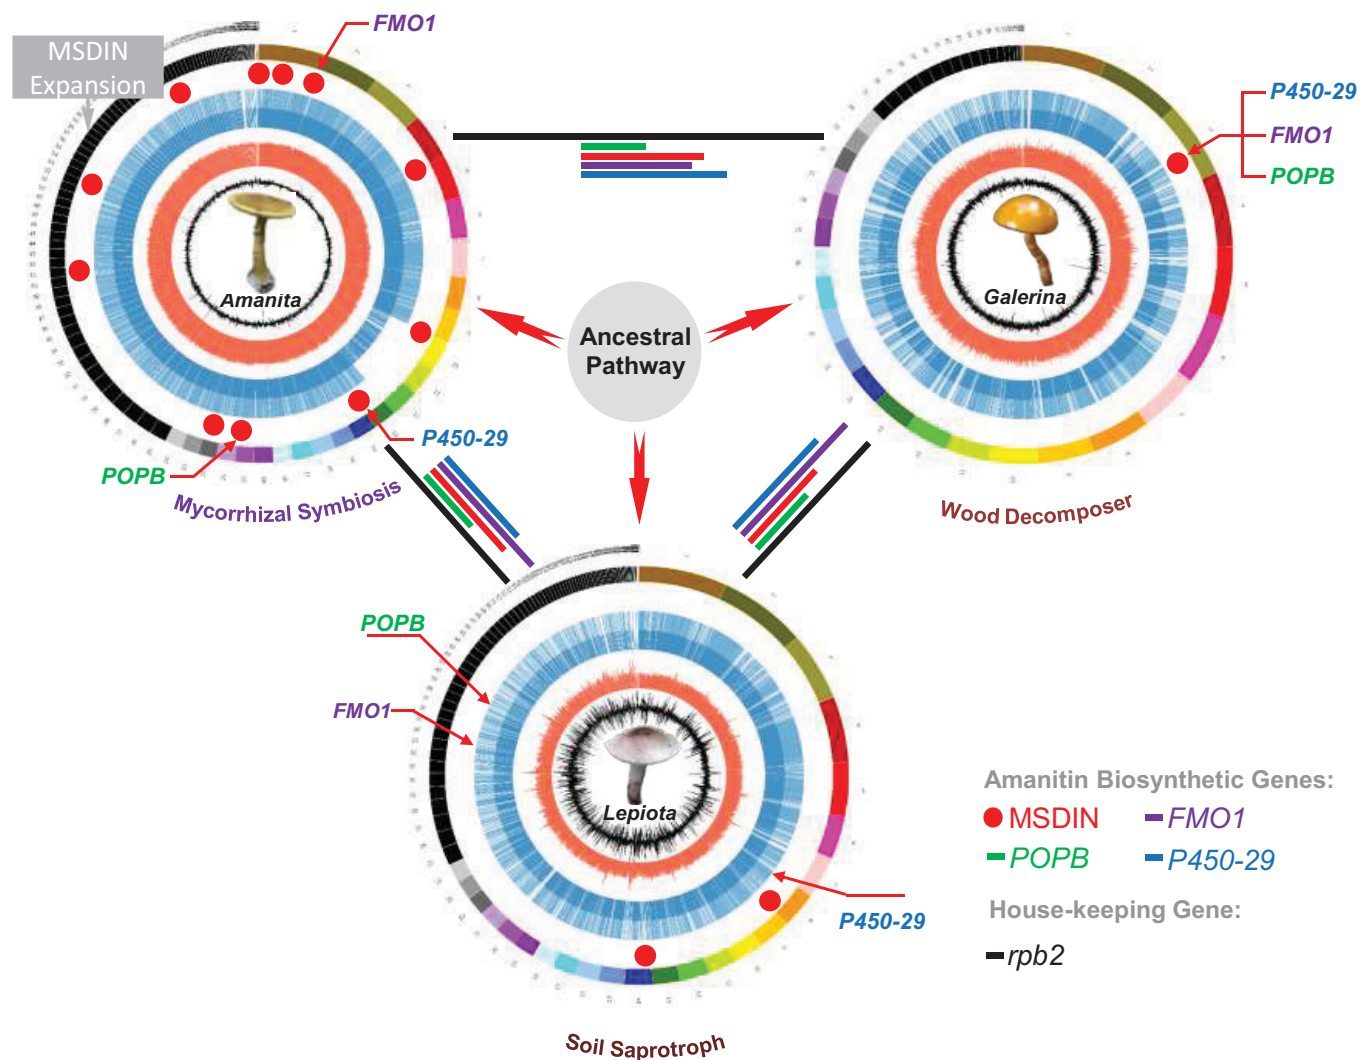 FMO1
MSDIN
Expansion
P450-29
FMO1
POPB
Amanita
Galerina
Ancestral
Pathway
P450-29
POPB
Mycorrhizal Symbiosis
Wood Decomposer
POPB
FMO1
Lepiota
P450-29
Amanitin Biosynthetic Genes:
MSDIN
FMO1
POPB
P450-29
House-keeping Gene:
rpb2
Soil Saprotroph